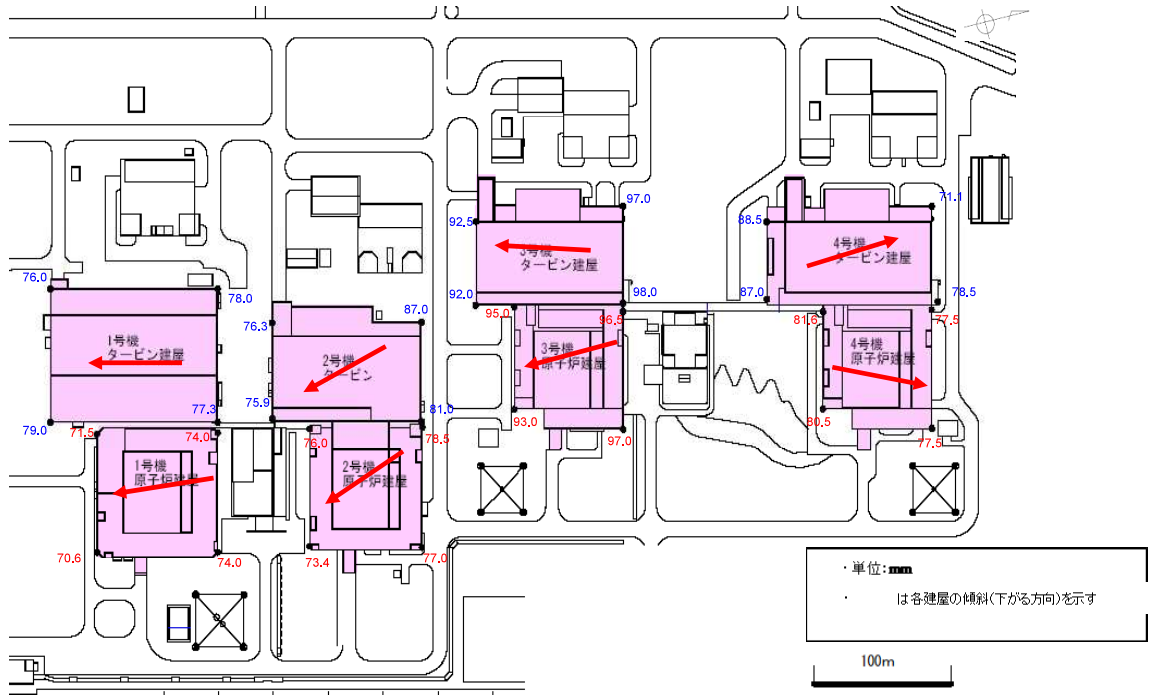 97.0
71.1
92.5
88.5
3号機
タービン建屋
4号機
タービン建屋
76.0
78.0
92.0
98.0
87.0
78.5
95.0
96.5
81.6
77.5
76.3
87.0
1号機
タービン建屋
2号機
タービン
3号機
原子炉建屋
4号機
原子炉建屋
79.0
77.3
75.9
81.0
93.0
97.0
80.5
77.5
71.5
74.0
76.0
78.5
1号機
原子炉建屋
2号機
原子炉建屋
70.6
74.0
73.4
77.0
・単位:mm
・ は各建屋の傾斜(下がる方向)を示す
100m